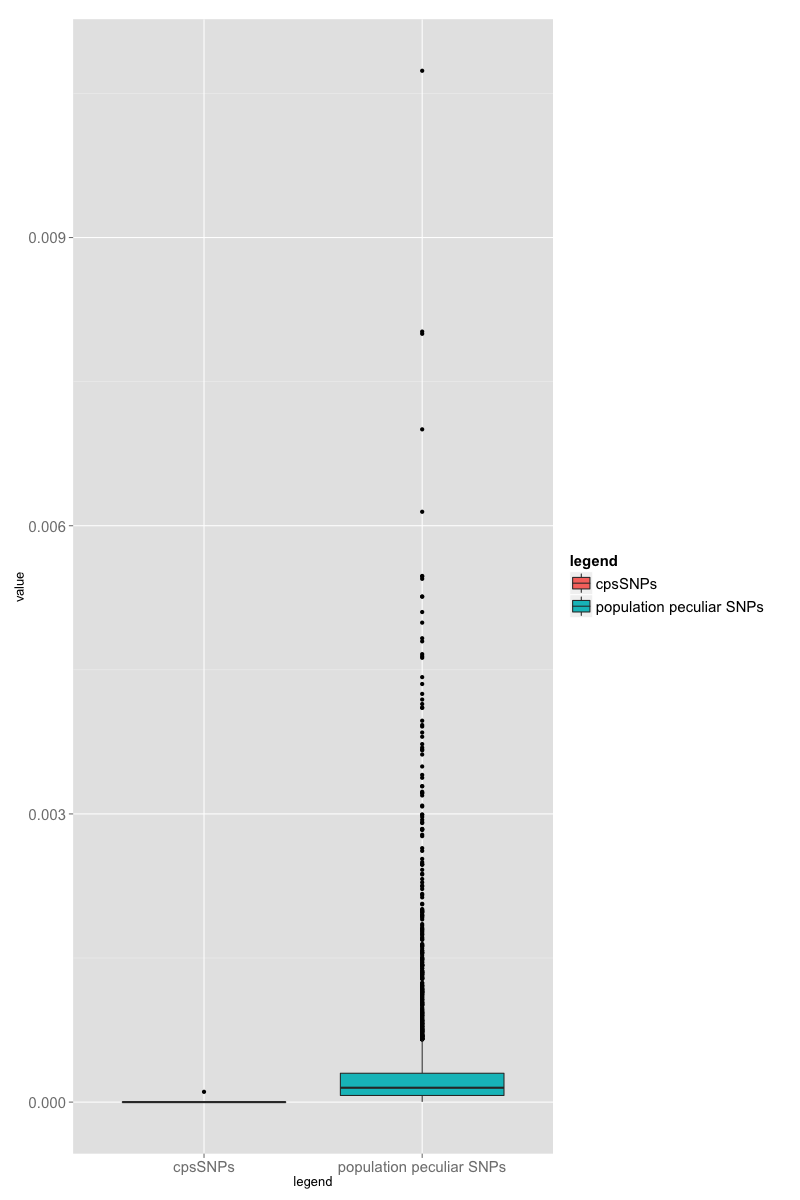 0.009
0.006
0.003
0.000
value
cpsSNPs
population peculiar SNPs
legend
legend
cpsSNPs
population peculiar SNPs